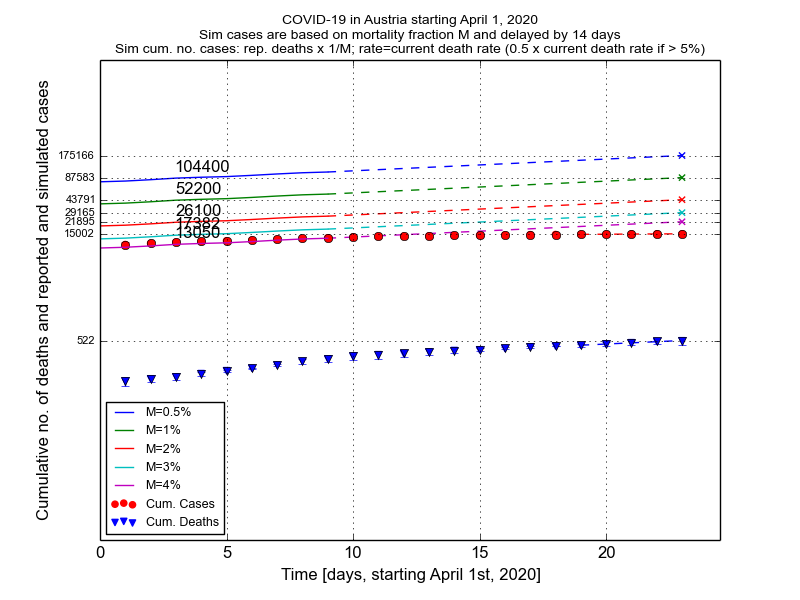 COVID-19 in Austria starting April 1, 2020
Sim cases are based on mortality fraction M and delayed by 14 days
Sim cum. no. cases: rep. deaths x 1/M; rate=current death rate (0.5 x current death rate if > 5%)
Cumulative no. of deaths and reported and simulated cases
175166
87583
43791
29165
21895
15002
522
104400
52200
26100
17382
13050
M=0.5%
M=1%
M=2%
M=3%
M=4%
Cum. Cases
Cum. Deaths
0 5 10 15 20
Time [days, starting April 1st, 2020]